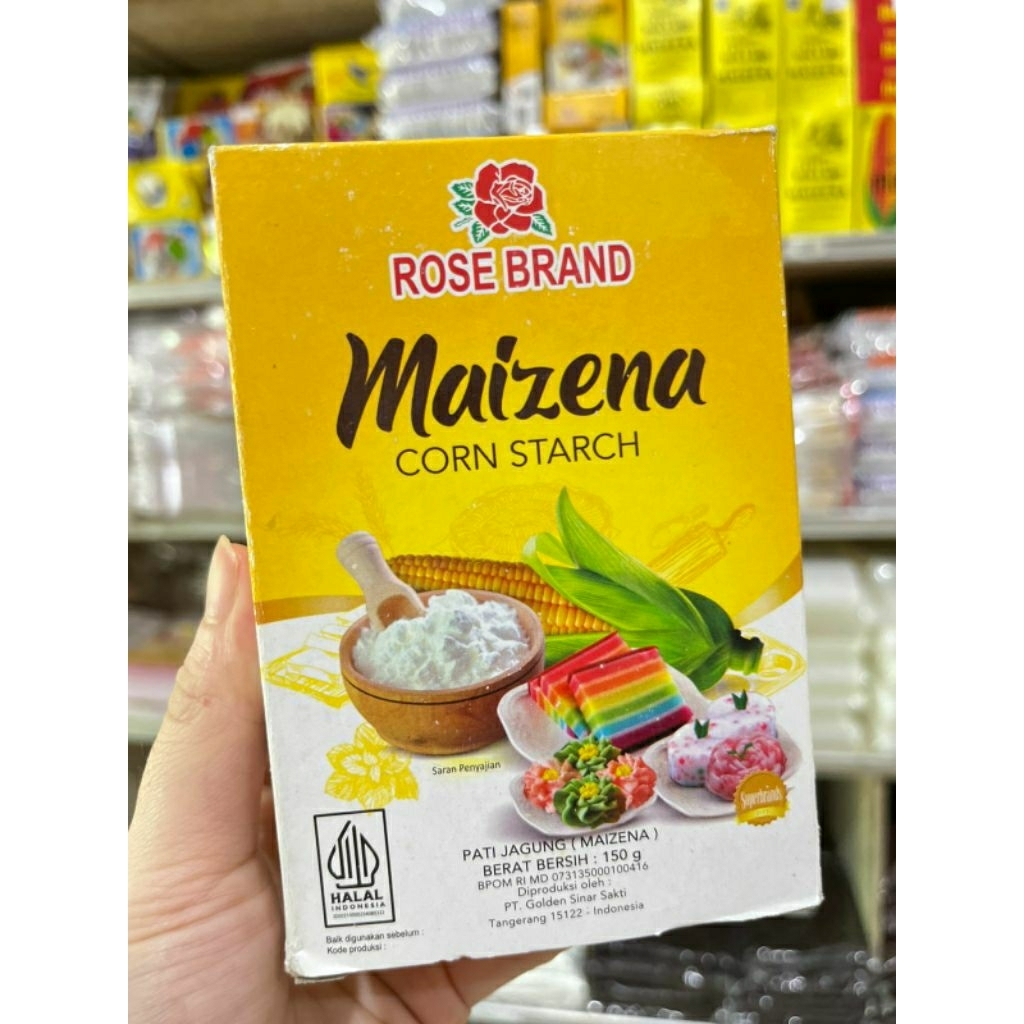 ROSE BRAND
Maizena
CORN STARCH
Saran Penyajian
Superbrands
PATI JAGUNG ( MAIZENA )
BERAT BERSIH : 150 g
BPOM RI MD 073135000100416
Diproduksi oleh :
PT. Golden Sinar Sakti
Tangerang 15122 - Indonesia
HALAL
INDONESIA
Baik digunakan sebelum :
Kode produksi :